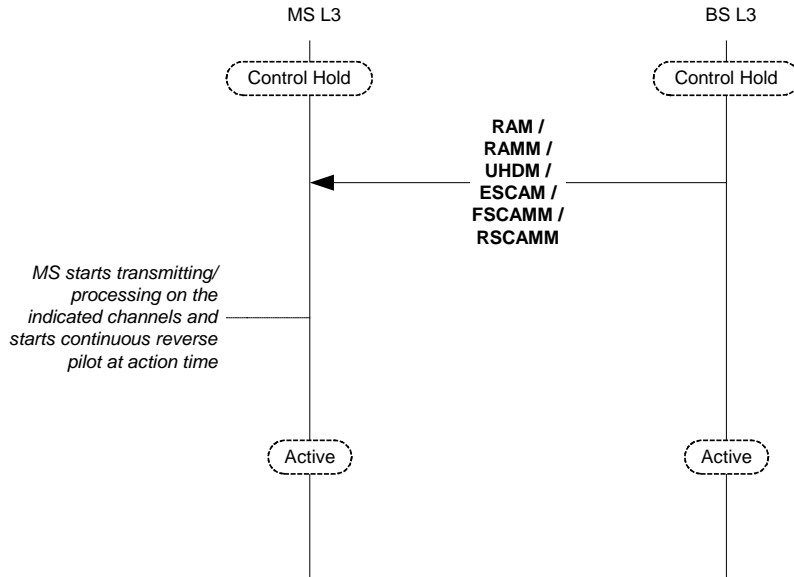 MS L3
BS L3
Control Hold
Control Hold
RAM /
RAMM /
UHDM /
ESCAM /
FSCAMM /
RSCAMM
MS starts transmitting/
processing on the
indicated channels and
starts continuous reverse
pilot at action time
Active
Active